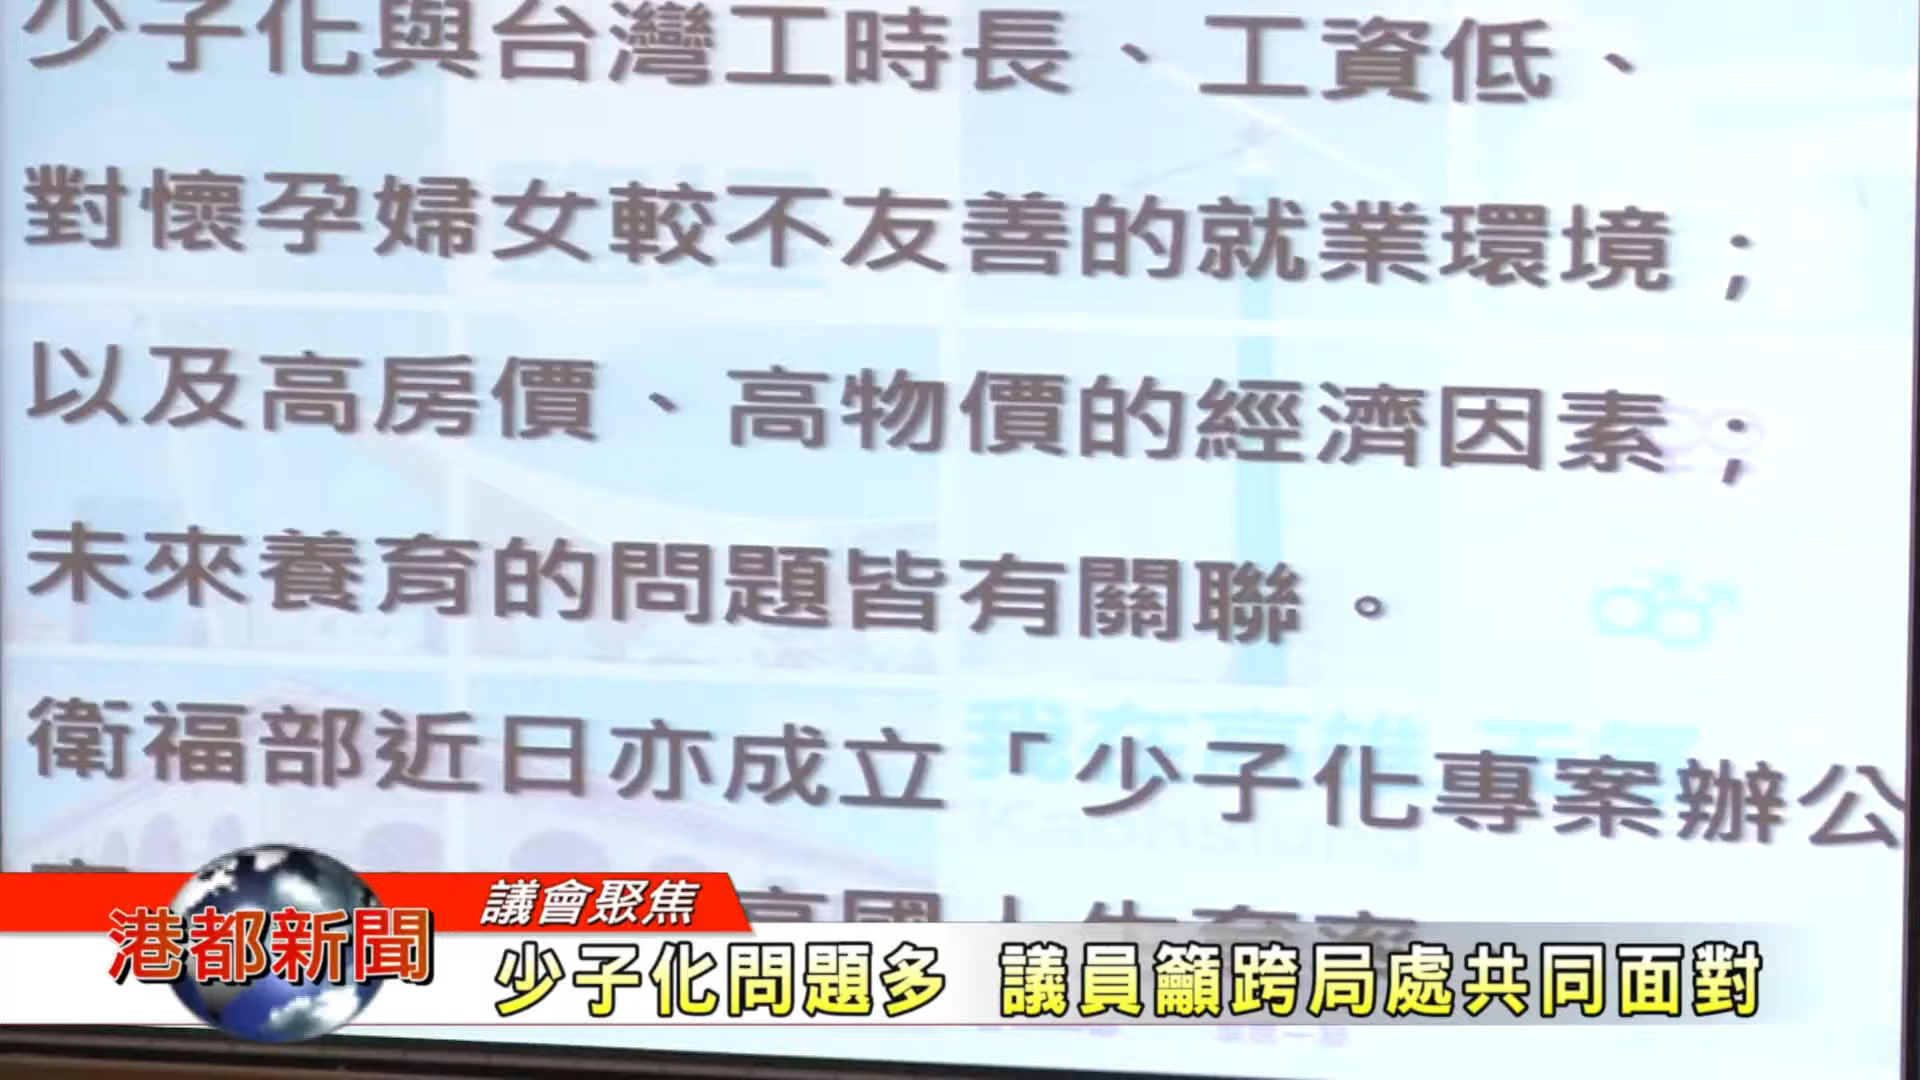 少子化與台灣工時長、工資低、
對懷孕婦女較不友善的就業環境；
以及高房價、高物價的經濟因素；
未來養育的問題皆有關聯。
衛福部近日亦成立「少子化專案辦公
議會聚焦
港都新聞
少子化問題多 議員籲跨局處共同面對